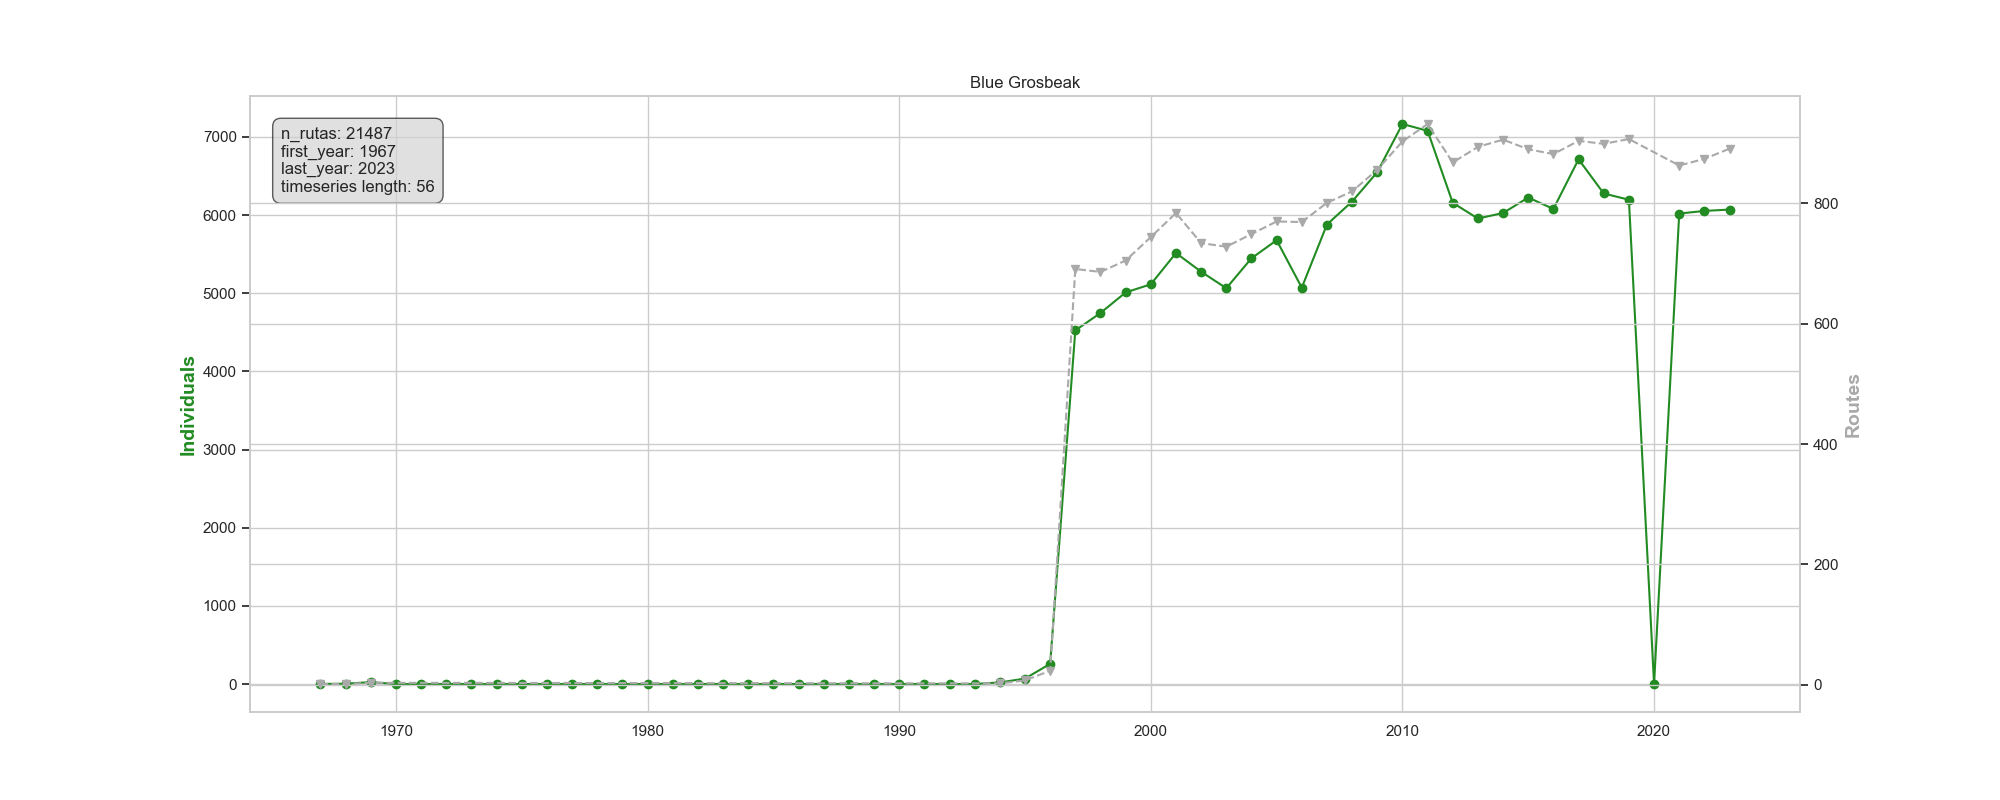 Blue Grosbeak
n_rutas: 21487
first_year: 1967
last_year: 2023
timeseries length: 56
7000
6000
5000
4000
3000
2000
1000
0
Individuals
800
600
400
200
0
Routes
1970
1980
1990
2000
2010
2020